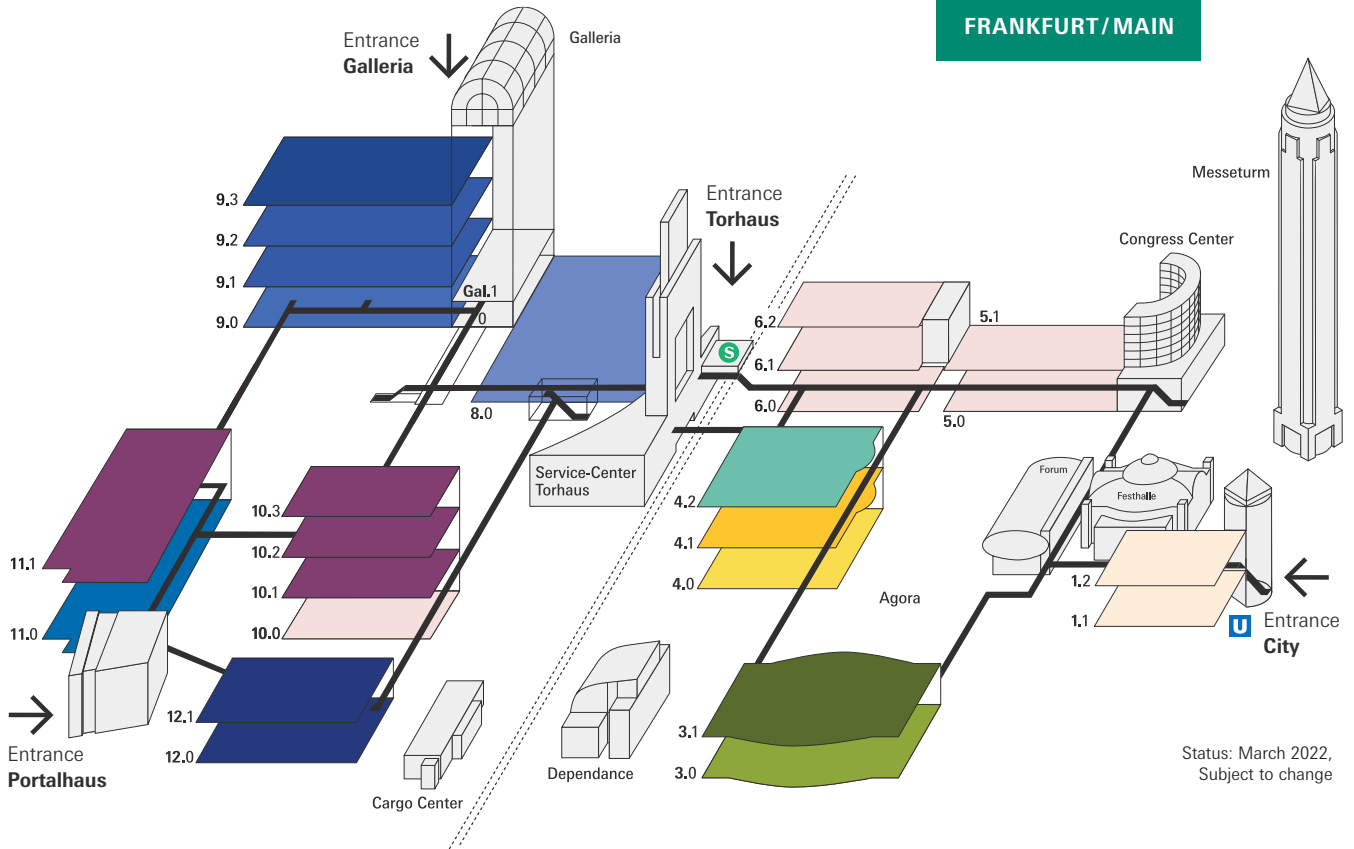 FRANKFURT/MAIN
Entrance
Galleria
Galleria
Messeturm
Entrance
Torhaus
Congress Center
9.3
9.2
9.1
9.0
Gal.1
0
S
6.2
6.1
6.0
5.1
5.0
8.0
4
Service-Center
Torhaus
4.2
4.1
4.0
Forum
Festhalle
11.1
11.0
10.3
10.2
10.1
10.0
Agora
1.2
1.1
U
Entrance
City
12.1
12.0
3.1
3.0
Entrance
Portalhaus
Cargo Center
Dependance
Status: March 2022,
Subject to change